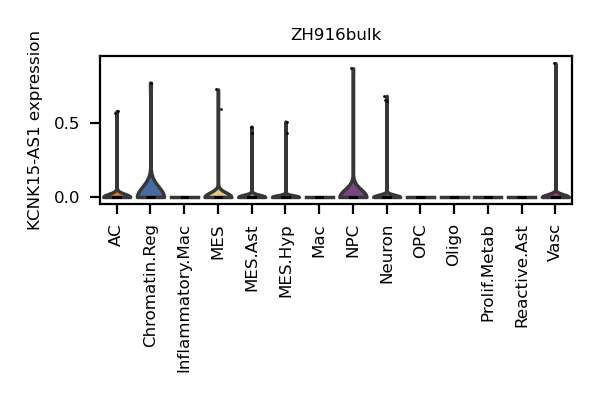 ZH916bulk
KCNK15-AS1 expression
0.5
0.0
AC
Chromatin.Reg
Inflammatory.Mac
MES
MES.Ast
MES.Hyp
Mac
NPC
Neuron
OPC
Oligo
Prolif.Metab
Reactive.Ast
Vasc